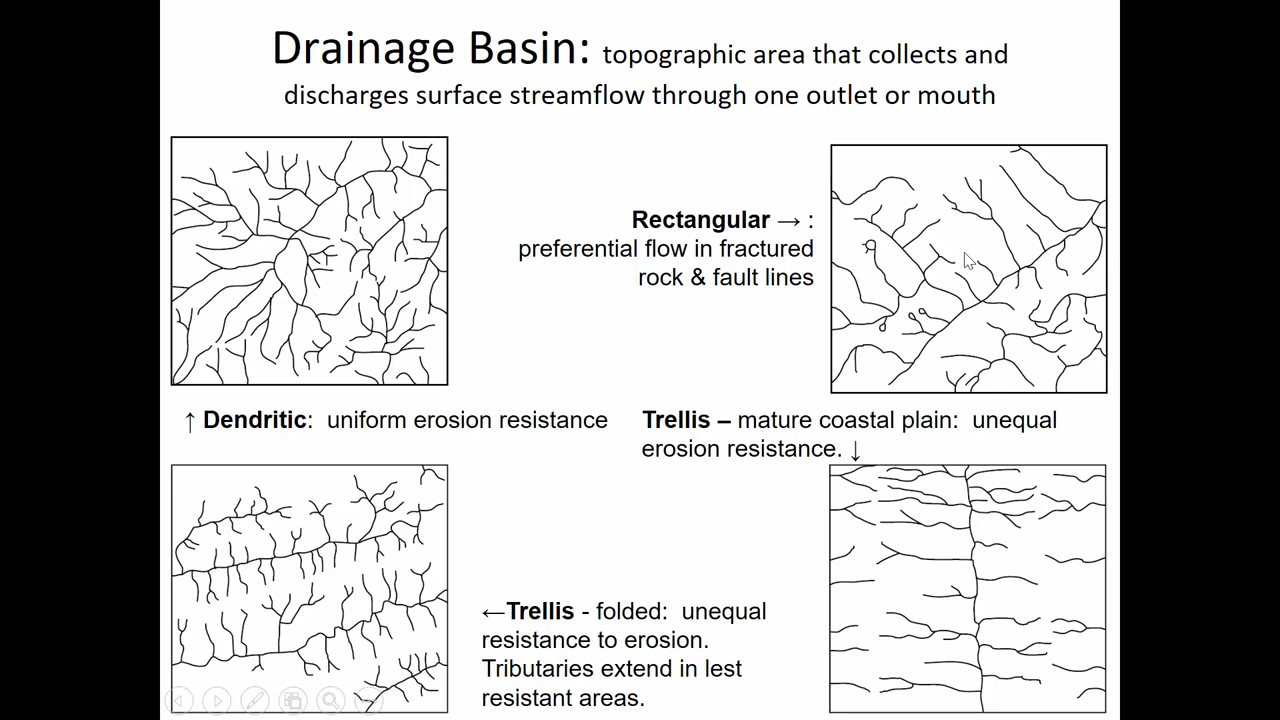 Drainage Basin: topographic area that collects and
discharges surface streamflow through one outlet or mouth
Rectangular → :
preferential flow in fractured
rock & fault lines
↑ Dendritic: uniform erosion resistance
Trellis – mature coastal plain: unequal
erosion resistance. ↓
←Trellis - folded: unequal
resistance to erosion.
Tributaries extend in lest
resistant areas.